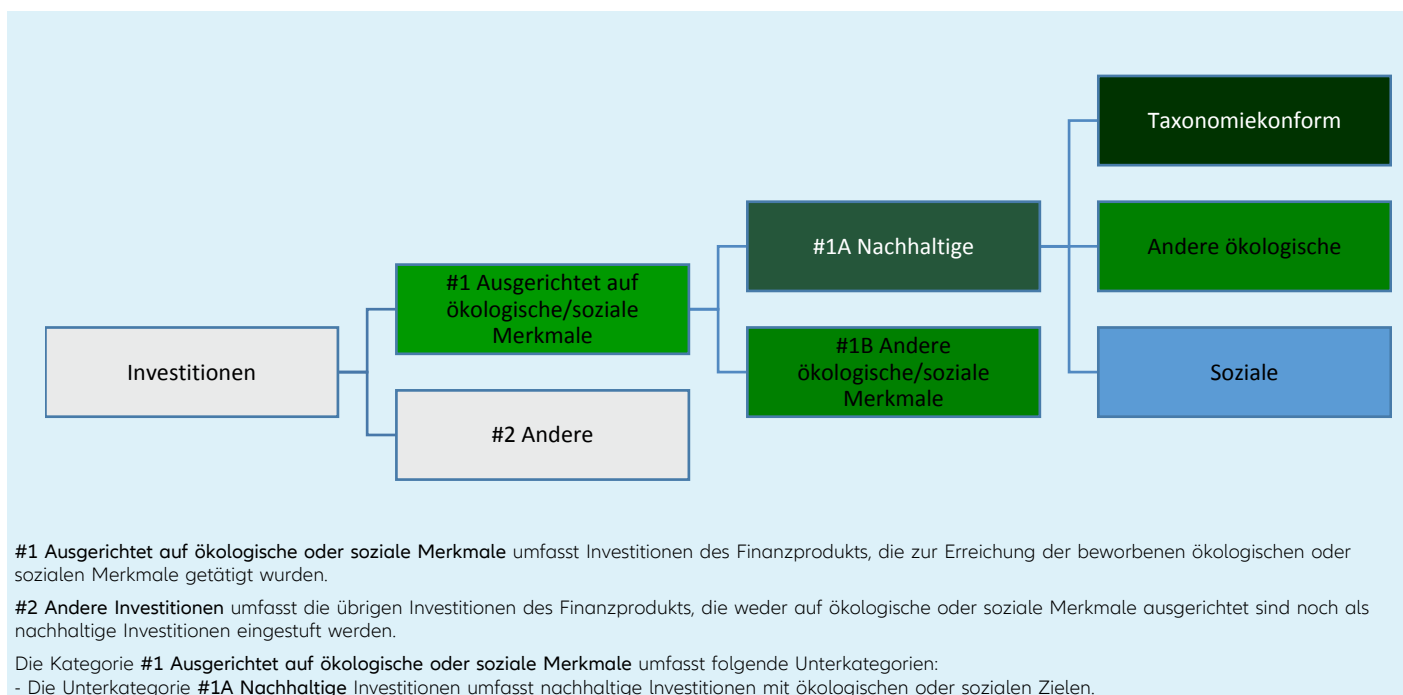 Taxonomiekonform
#1A Nachhaltige
Andere ökologische
#1 Ausgerichtet auf
ökologische/soziale
Merkmale
#1B Andere
ökologische/soziale
Merkmale
Investitionen
Soziale
#2 Andere
#1 Ausgerichtet auf ökologische oder soziale Merkmale umfasst Investitionen des Finanzprodukts, die zur Erreichung der beworbenen ökologischen oder
sozialen Merkmale getätigt wurden.
#2 Andere Investitionen umfasst die übrigen Investitionen des Finanzprodukts, die weder auf ökologische oder soziale Merkmale ausgerichtet sind noch als
nachhaltige Investitionen eingestuft werden.
Die Kategorie #1 Ausgerichtet auf ökologische oder soziale Merkmale umfasst folgende Unterkategorien:
- Die Unterkategorie #1A Nachhaltige Investitionen umfasst nachhaltige Investitionen mit ökologischen oder sozialen Zielen.